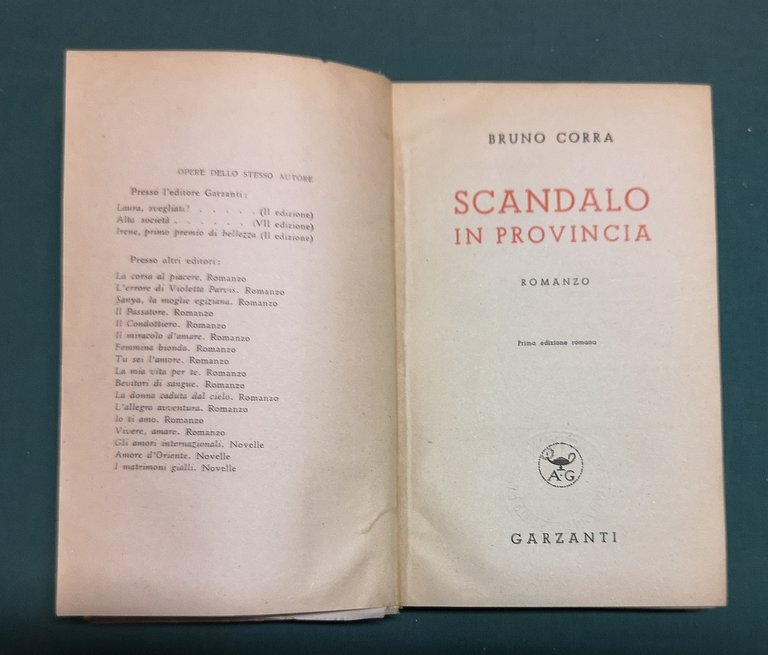 OPERE DELLO STESSO AUTORE
Presso l'editore Garzanti:
Laura, svegliati! . . . . . (II edizione)
Alta società . . . . . . (VII edizione)
Irene, primo premio di bellezza (II edizione)
Presso altri editori:
La corsa al piacere. Romanzo
L'errore di Violetta Parvis. Romanzo
Sanya, la moglie egiziana. Romanzo
Il Passatore. Romanzo
Il Condottiero. Romanzo
Il miracolo d'amare. Romanzo
Femmina bionda. Romanzo
Tu sei l'amore. Romanzo
La mia vita per te. Romanzo
Bevitori di sangue. Romanzo
La donna caduta dal cielo. Romanzo
L'allegra avventura. Romanzo
Io ti amo. Romanzo
Vivere, amare. Romanzo
Gli amori internazionali. Novelle
Amore d'Oriente. Novelle
I matrimoni gialli. Novelle
BRUNO CORRA
SCANDALO
IN PROVINCIA
ROMANZO
Prima edizione romana
A·G
GARZANTI